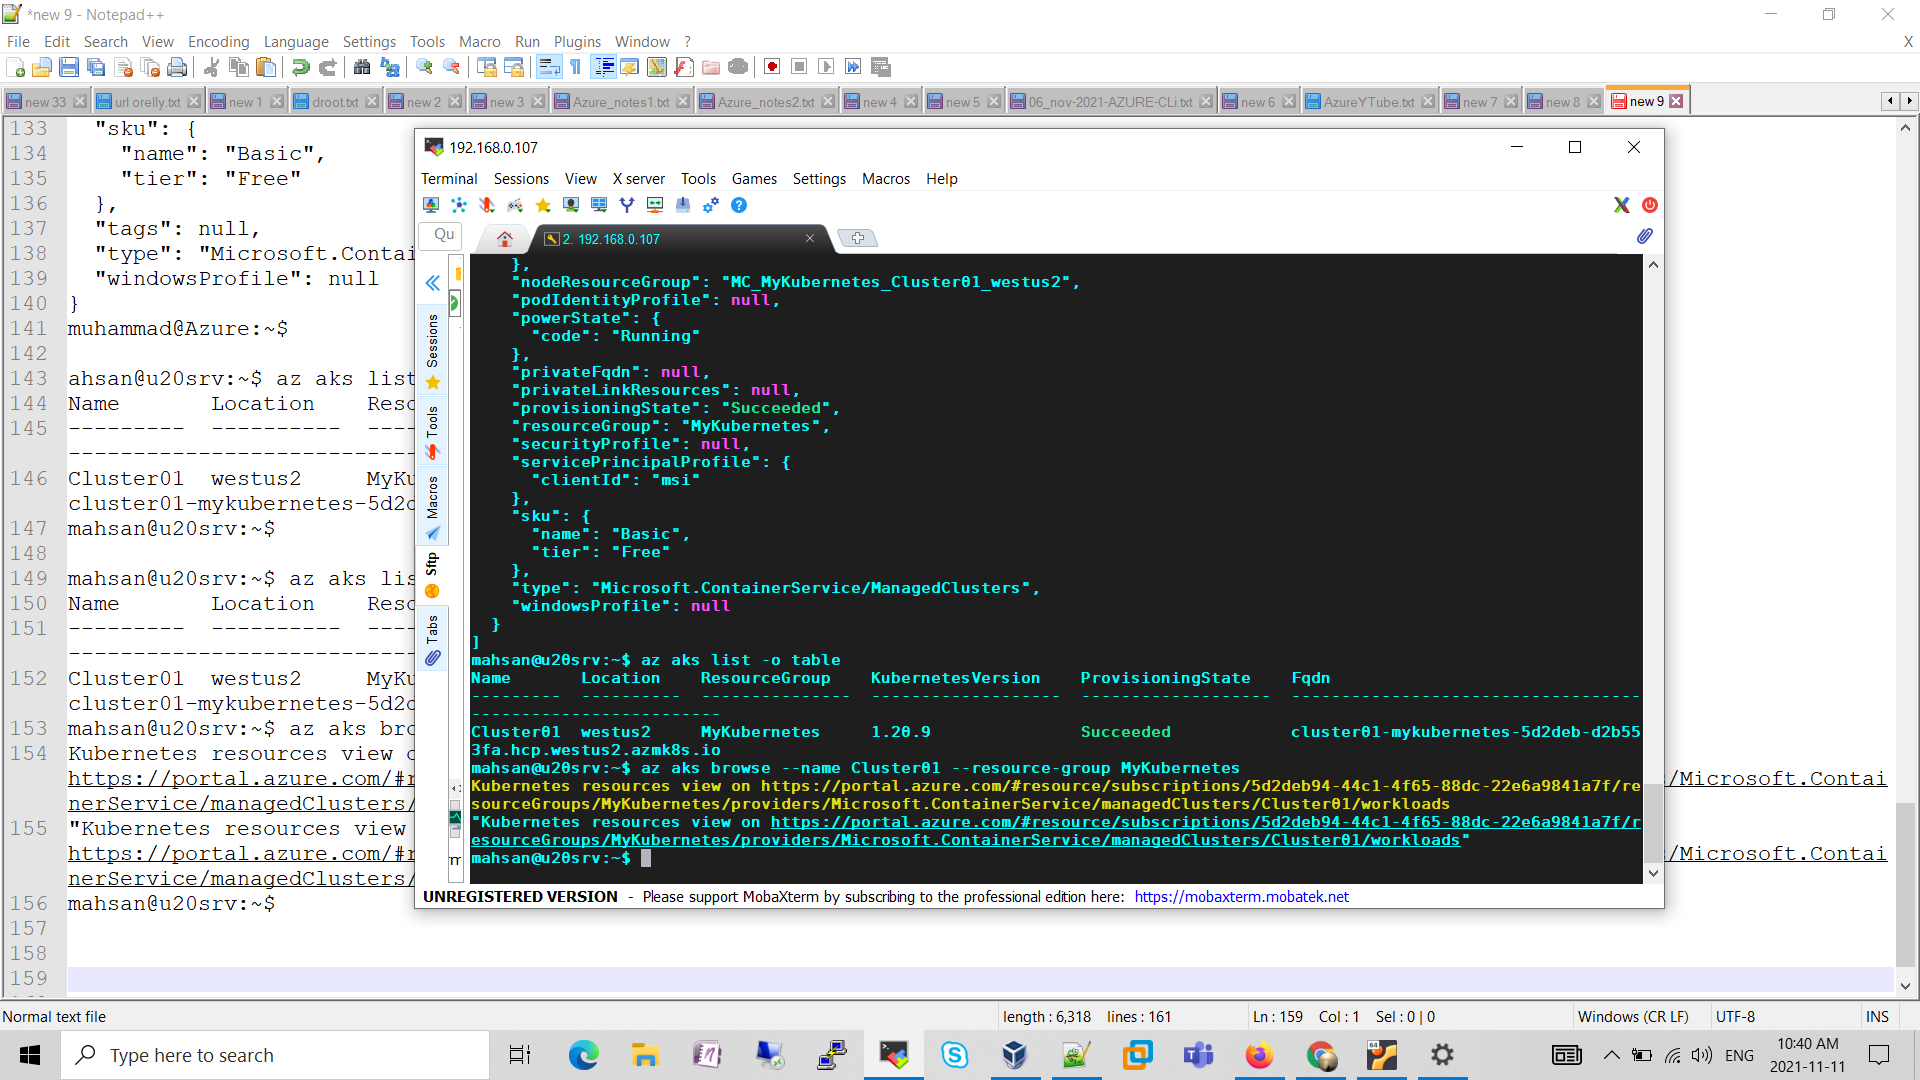 *new 9 - Notepad++
File Edit Search View Encoding Language Settings Tools Macro Run Plugins Window ?
X
new 33 url orelly.txt new 1 droot.txt new 2 new 3 Azure_notes1.txt Azure_notes2.txt new 4 new 5 06_nov-2021-AZURE-CLi.txt new 6 AzureYTube.txt new 7 new 8 new 9
133 "sku": {
134 "name": "Basic",
135 "tier": "Free"
136 },
137 "tags": null,
138 "type": "Microsoft.Contai
139 "windowsProfile": null
140 }
141 muhammad@Azure:~$
142
143 ahsan@u20srv:~$ az aks list
144 Name Location Reso
145 --------- ---------- ----
---------------------------
146 Cluster01 westus2 MyKu
cluster01-mykubernetes-5d2d
147 mahsan@u20srv:~$
148
149 mahsan@u20srv:~$ az aks lis
150 Name Location Reso
151 --------- ---------- ----
---------------------------
152 Cluster01 westus2 MyKu
cluster01-mykubernetes-5d2d
153 mahsan@u20srv:~$ az aks bro
154 Kubernetes resources view o
https://portal.azure.com/#r /Microsoft.Contai
nerService/managedClusters/
155 "Kubernetes resources view
https://portal.azure.com/#r /Microsoft.Contai
nerService/managedClusters/
156 mahsan@u20srv:~$
157
158
159
192.168.0.107
Terminal Sessions View X server Tools Games Settings Macros Help
Qu
2. 192.168.0.107
Sessions
Tools
Macros
Sftp
Tabs
},
"nodeResourceGroup": "MC_MyKubernetes_Cluster01_westus2",
"podIdentityProfile": null,
"powerState": {
"code": "Running"
},
"privateFqdn": null,
"privateLinkResources": null,
"provisioningState": "Succeeded",
"resourceGroup": "MyKubernetes",
"securityProfile": null,
"servicePrincipalProfile": {
"clientId": "msi"
},
"sku": {
"name": "Basic",
"tier": "Free"
},
"type": "Microsoft.ContainerService/ManagedClusters",
"windowsProfile": null
}
]
mahsan@u20srv:~$ az aks list -o table
Name Location ResourceGroup KubernetesVersion ProvisioningState Fqdn
--------- ---------- --------------- ------------------- ------------------- -----------------------------------
-------------------------
Cluster01 westus2 MyKubernetes 1.20.9 Succeeded cluster01-mykubernetes-5d2deb-d2b55
3fa.hcp.westus2.azmk8s.io
mahsan@u20srv:~$ az aks browse --name Cluster01 --resource-group MyKubernetes
Kubernetes resources view on https://portal.azure.com/#resource/subscriptions/5d2deb94-44c1-4f65-88dc-22e6a9841a7f/re
sourceGroups/MyKubernetes/providers/Microsoft.ContainerService/managedClusters/Cluster01/workloads
"Kubernetes resources view on https://portal.azure.com/#resource/subscriptions/5d2deb94-44c1-4f65-88dc-22e6a9841a7f/r
esourceGroups/MyKubernetes/providers/Microsoft.ContainerService/managedClusters/Cluster01/workloads"
mahsan@u20srv:~$
UNREGISTERED VERSION - Please support MobaXterm by subscribing to the professional edition here: https://mobaxterm.mobatek.net
Normal text file length : 6,318 lines : 161 Ln : 159 Col : 1 Sel : 0 | 0 Windows (CR LF) UTF-8 INS
Type here to search
ENG
10:40 AM
2021-11-11